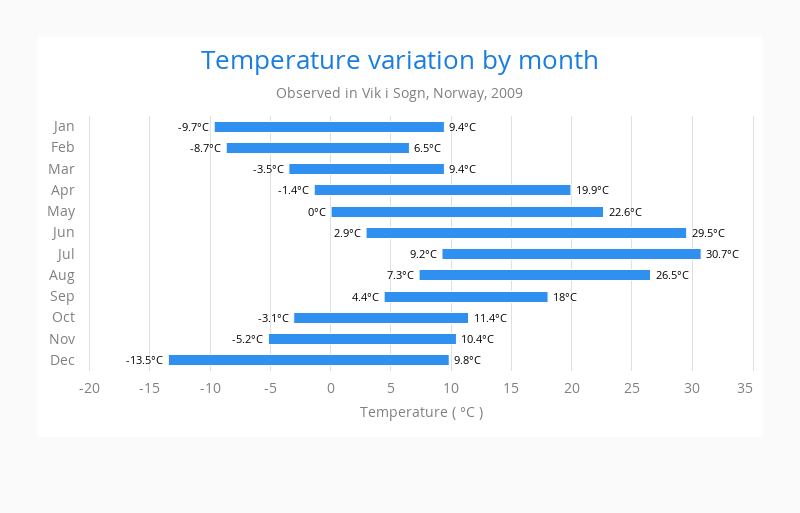 Temperature variation by month
Observed in Vik i Sogn, Norway, 2009
Jan -9.7°C 9.4°C
Feb -8.7°C 6.5°C
Mar -3.5°C 9.4°C
Apr -1.4°C 19.9°C
May 0°C 22.6°C
Jun 2.9°C 29.5°C
Jul 9.2°C 30.7°C
Aug 7.3°C 26.5°C
Sep 4.4°C 18°C
Oct -3.1°C 11.4°C
Nov -5.2°C 10.4°C
Dec -13.5°C 9.8°C
-20 -15 -10 -5 0 5 10 15 20 25 30 35
Temperature ( °C )